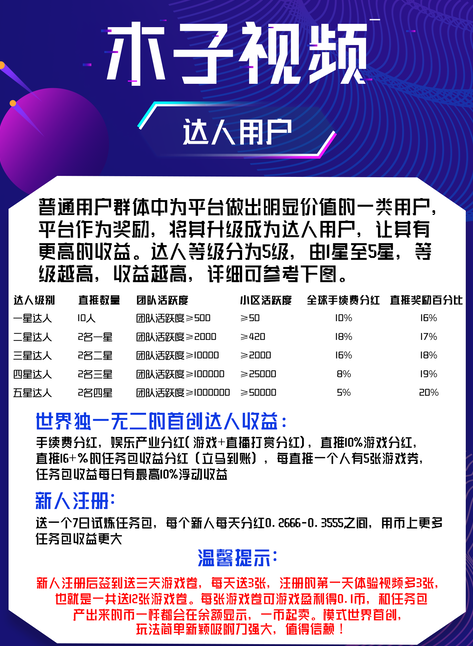 木子视频
达人用户
普通用户群体中为平台做出明显价值的一类用户,
平台作为奖励, 将其升级成为达人用户, 让其有
更高的收益。达人等级分为5级, 由1星至5星, 等
级越高, 收益越高, 详细可参考下图。
达人级别 直推数量 团队活跃度 小区活跃度 全球手续费分红 直推奖励百分比
一星达人 10人 团队活跃度≥500 ≥50 10% 16%
二星达人 2名一星 团队活跃度≥2000 ≥420 18% 17%
三星达人 2名二星 团队活跃度≥10000 ≥2000 16% 18%
四星达人 2名三星 团队活跃度≥100000 ≥25000 8% 19%
五星达人 2名四星 团队活跃度≥1000000 ≥50000 5% 20%
世界独一无二的首创达人收益:
手续费分红, 娱乐产业分红(游戏+直播打赏分红), 直推10%游戏分红,
直推16+%的任务包收益分红 (立马到账) , 每直推一个人有5张游戏券,
任务包收益每日有最高10%浮动收益
新人注册:
送一个7日试炼任务包, 每个新人每天分红0.2666-0.3555之间, 用币上更多
任务包收益更大
温馨提示:
新人注册后签到送三天游戏卷, 每天送3张, 注册的第一天体验视频多3张,
也就是一共送12张游戏卷。每张游戏卷可游戏盈利得0.1币, 和任务包
产出来的币一样都会在余额显示, 一币起卖。模式世界首创,
玩法简单新颖吸附力强大, 值得信赖!